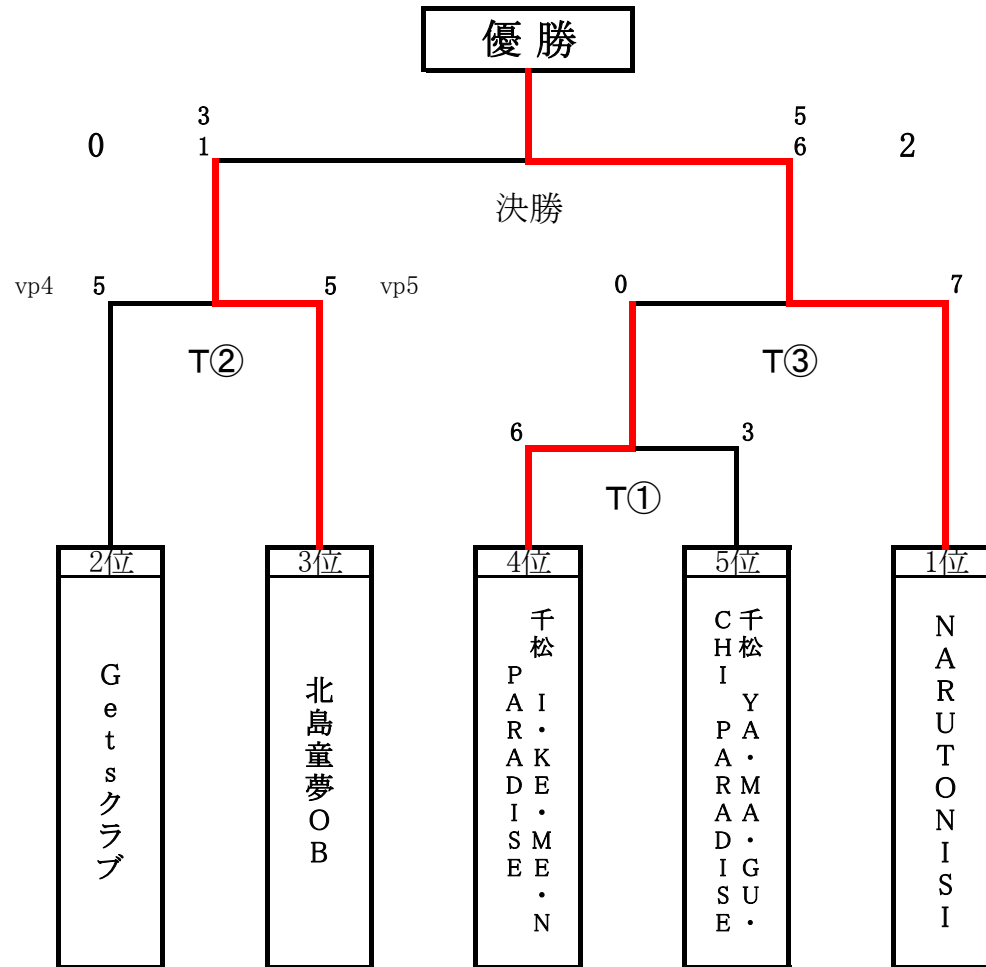 優勝
3
5
0
1
6
2
決勝
vp4
5
5
vp5
0
7
T②
T③
6
3
T①
2位
3位
4位
5位
1位
Getsクラブ
北島童夢OB
千松 I・KE・ME・N
PARADISE
千松 YA・MA・GU・
CHI PARADISE
NARUTONISI